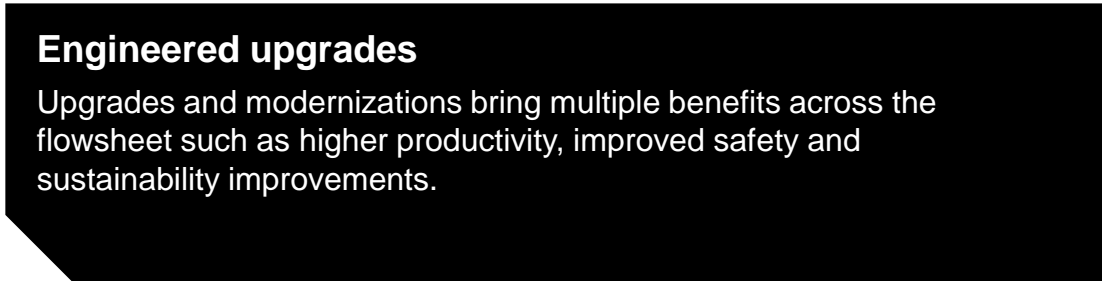 Engineered upgrades
Upgrades and modernizations bring multiple benefits across the
flowsheet such as higher productivity, improved safety and
sustainability improvements.